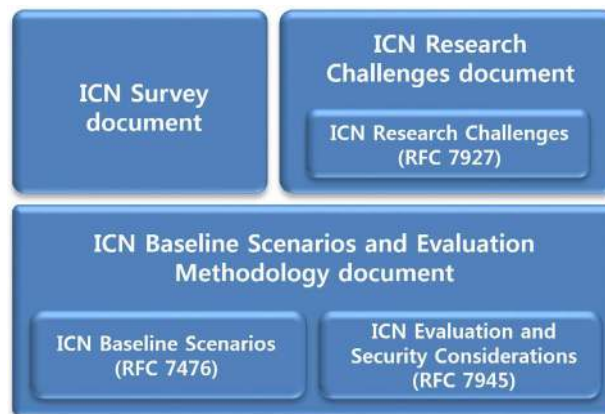 ICN Survey
document
ICN Research
Challenges document
ICN Research Challenges
(RFC 7927)
ICN Baseline Scenarios and Evaluation
Methodology document
ICN Baseline Scenarios
(RFC 7476)
ICN Evaluation and
Security Considerations
(RFC 7945)